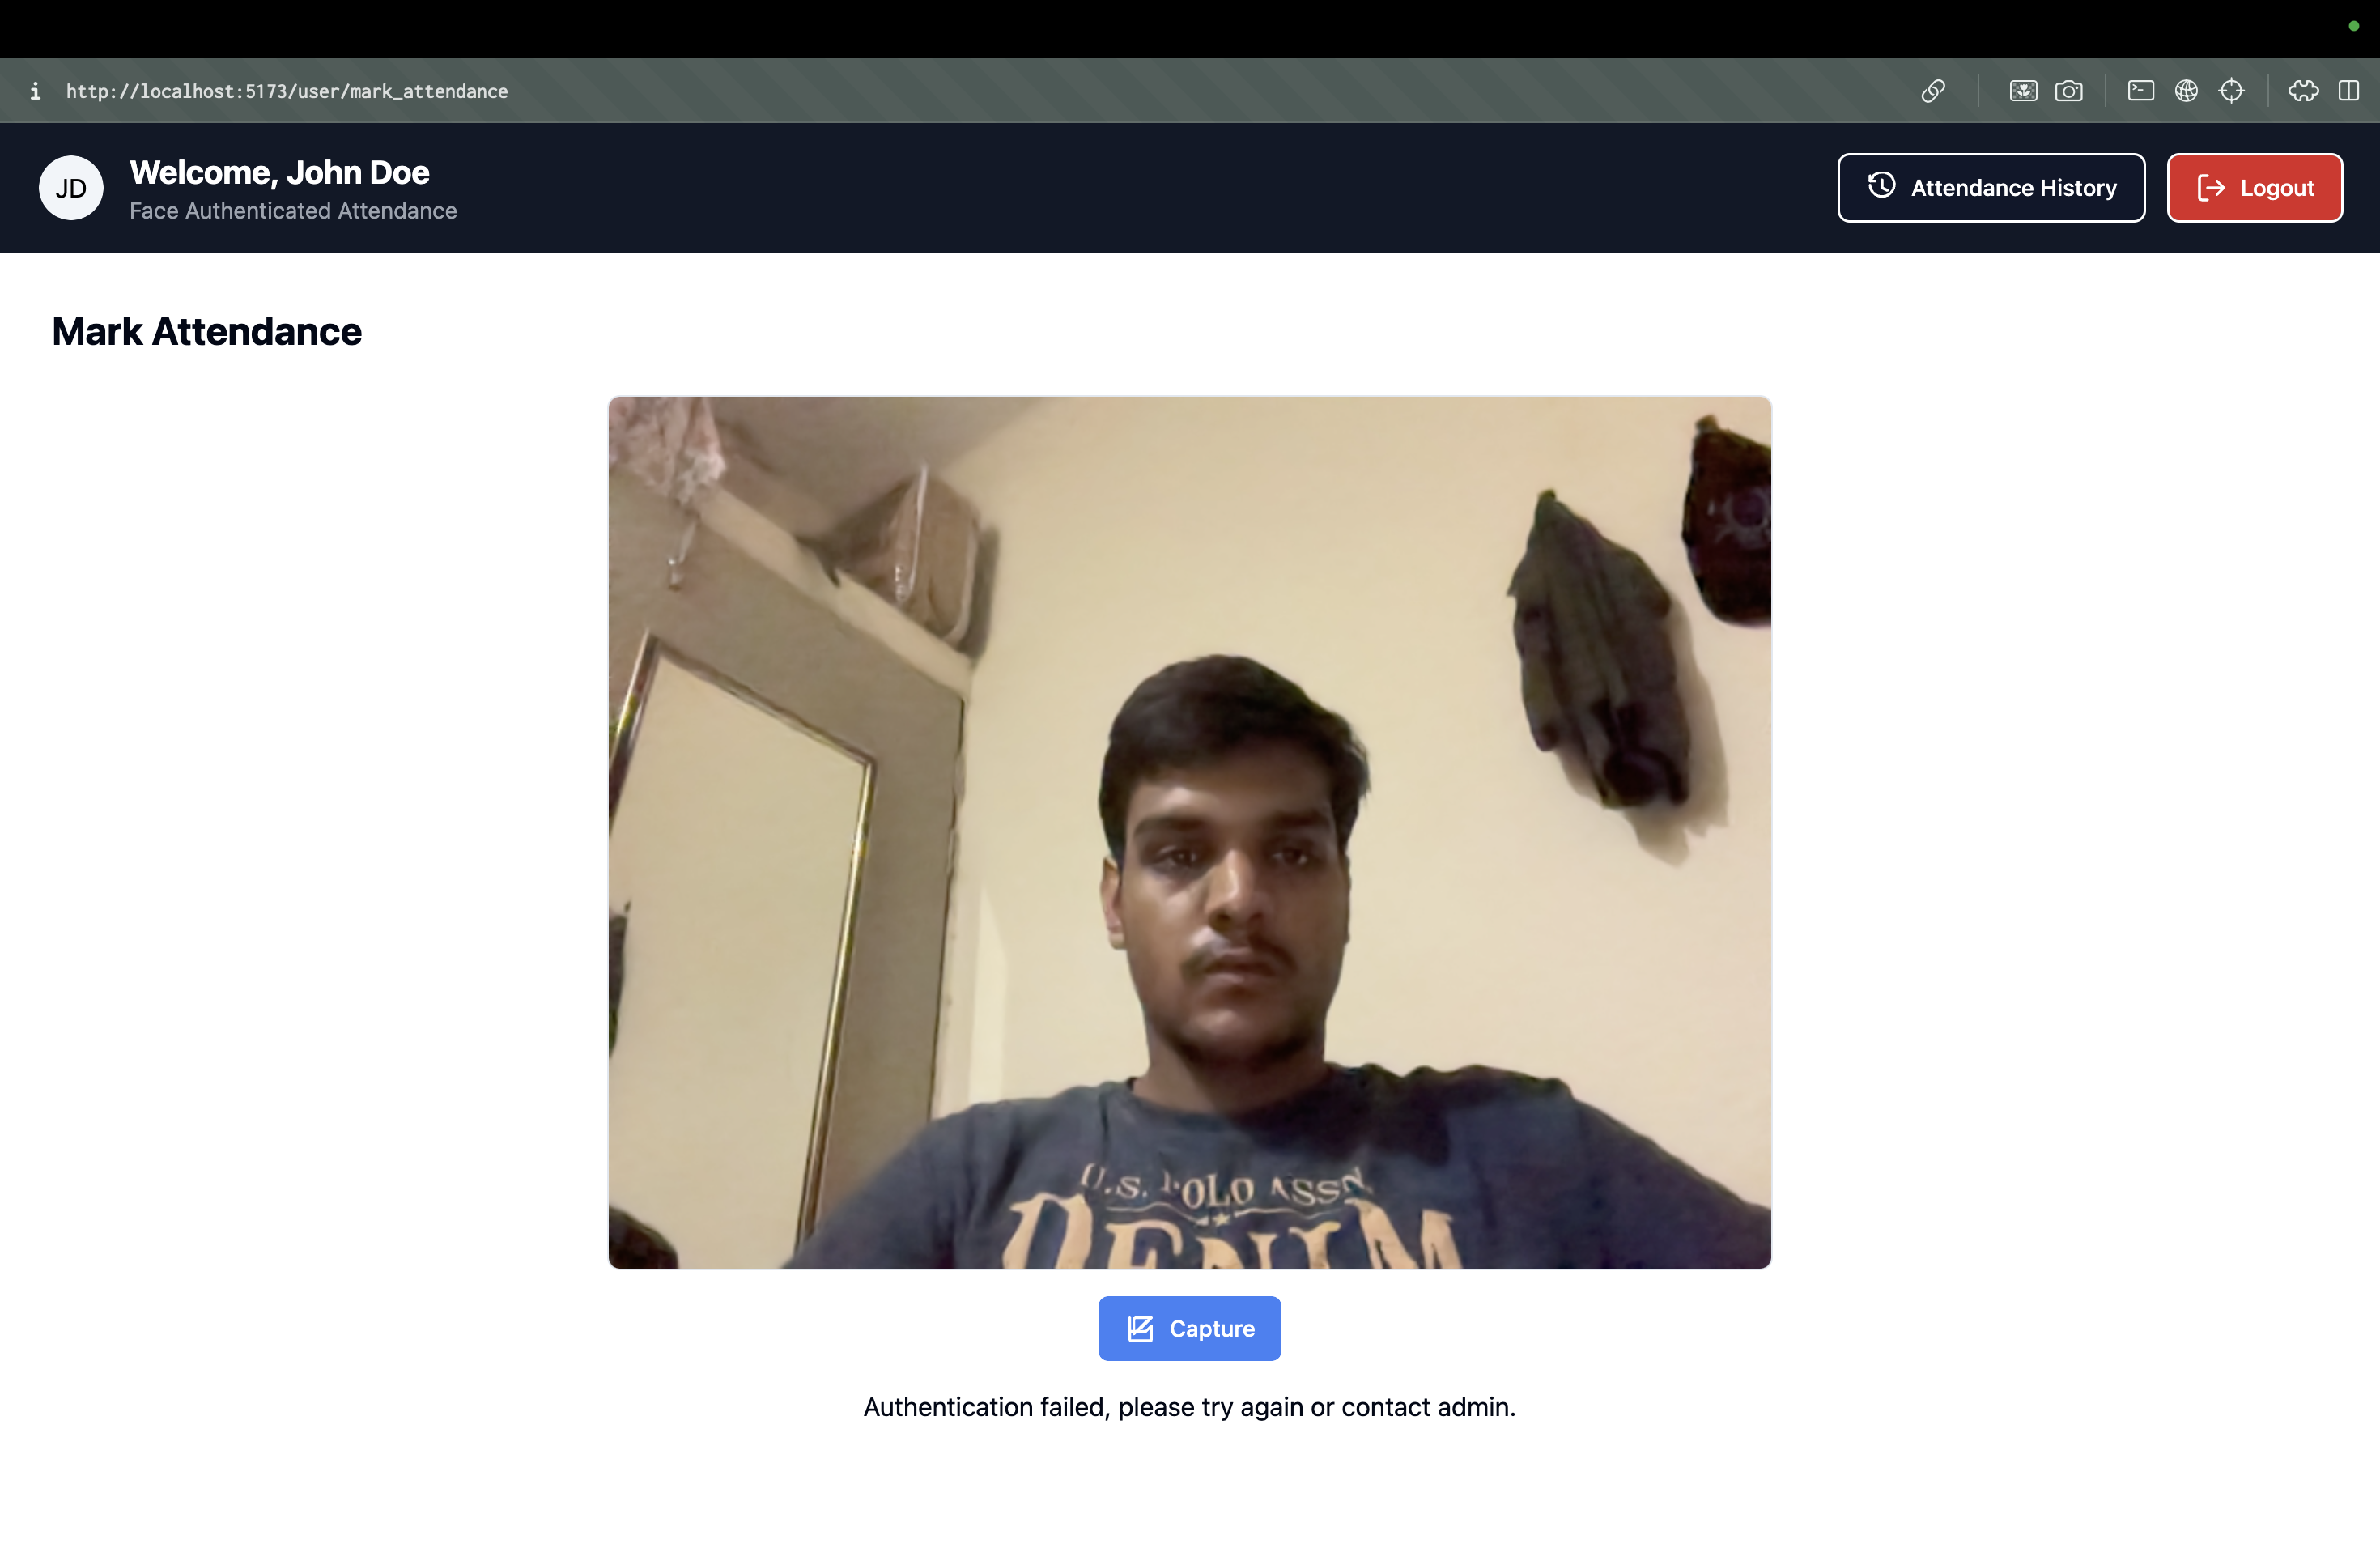 http://localhost:5173/user/mark_attendance
JD
Welcome, John Doe
Face Authenticated Attendance
Attendance History
Logout
Mark Attendance
U.S. POLO ASSN.
DENIM
Capture
Authentication failed, please try again or contact admin.